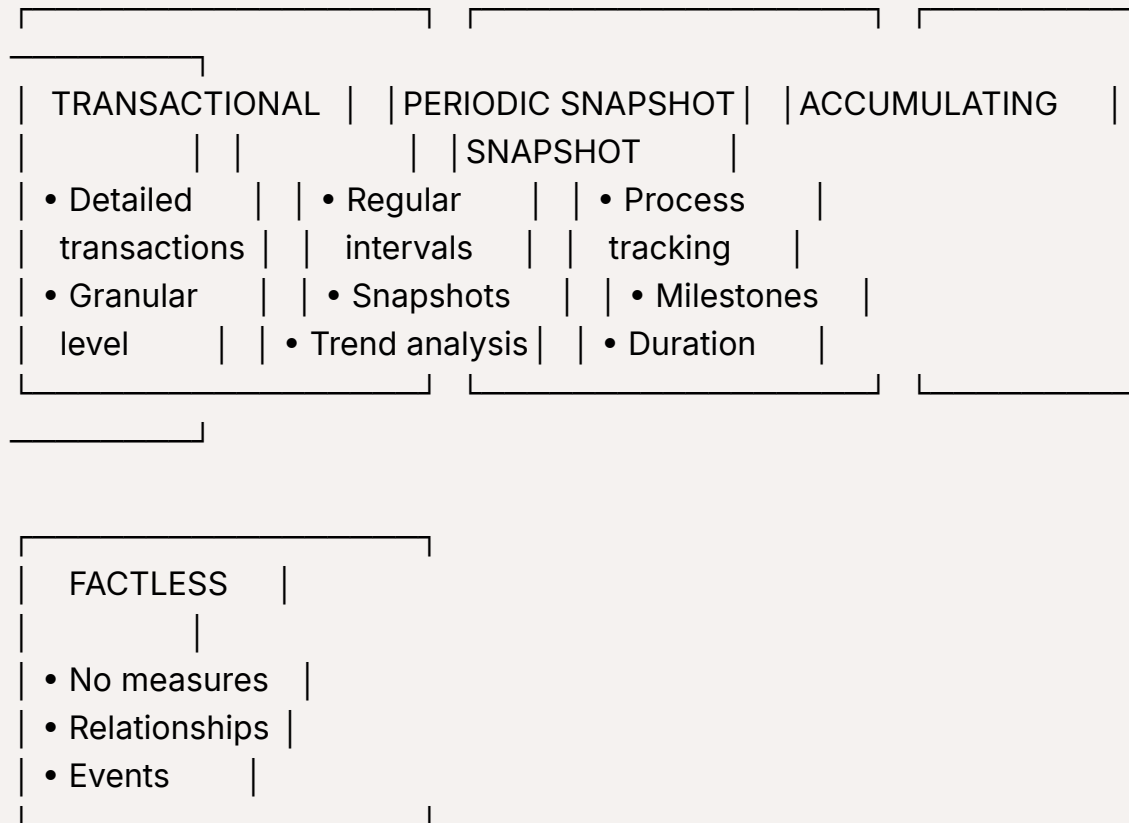 ┌──────────────────┐ ┌──────────────────┐ ┌─────────
─────────┐
│ TRANSACTIONAL │ │PERIODIC SNAPSHOT│ │ACCUMULATING │
│ │ │ │ │SNAPSHOT │
│ • Detailed │ │ • Regular │ │ • Process │
│ transactions │ │ intervals │ │ tracking │
│ • Granular │ │ • Snapshots │ │ • Milestones │
│ level │ │ • Trend analysis│ │ • Duration │
└──────────────────┘ └──────────────────┘ └─────────
─────────┘
┌──────────────────┐
│ FACTLESS │
│ │
│ • No measures │
│ • Relationships │
│ • Events │